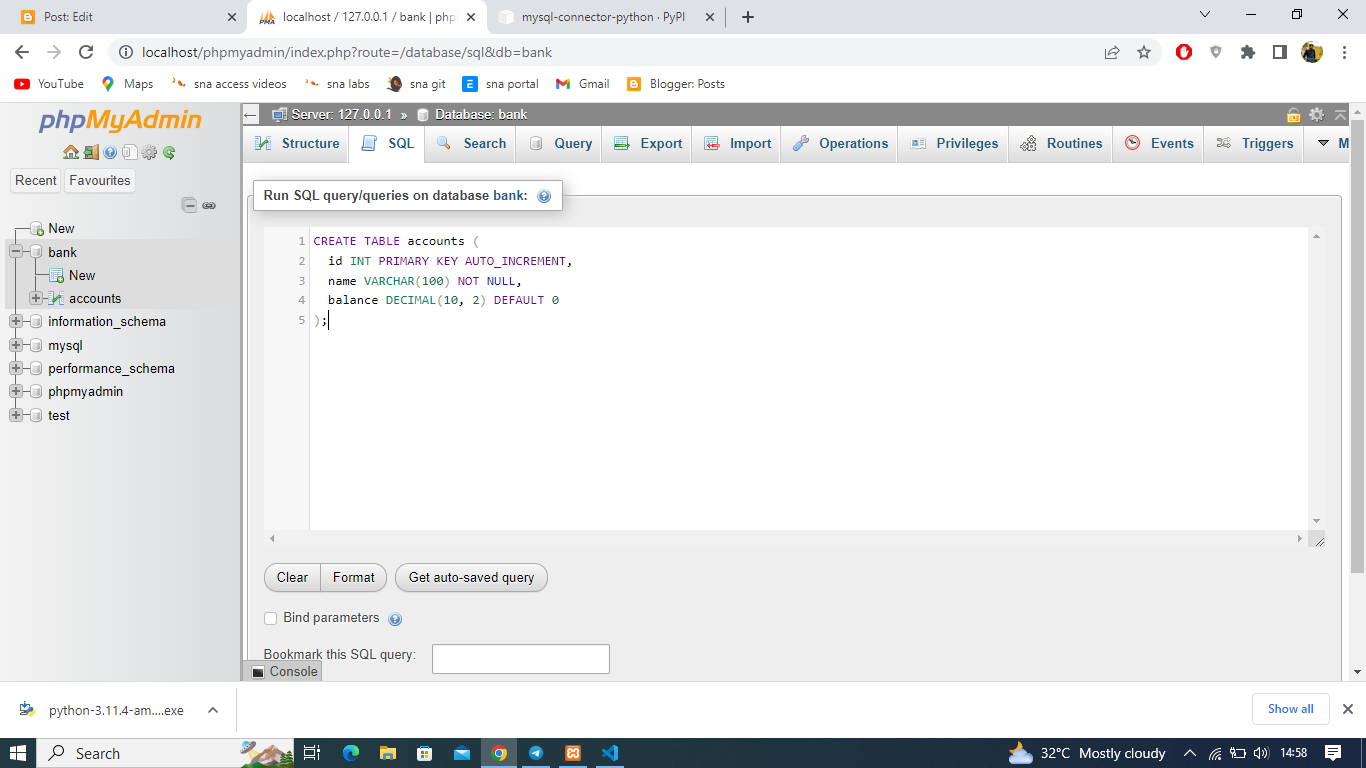 Post: Edit
localhost / 127.0.0.1 / bank | php
mysql-connector-python · PyPI
localhost/phpmyadmin/index.php?route=/database/sql&db=bank
YouTube
Maps
sna access videos
sna labs
sna git
sna portal
Gmail
Blogger: Posts
phpMyAdmin
Recent
Favourites
New
bank
New
accounts
information_schema
mysql
performance_schema
phpmyadmin
test
Server: 127.0.0.1 » Database: bank
Structure
SQL
Search
Query
Export
Import
Operations
Privileges
Routines
Events
Triggers
M
Run SQL query/queries on database bank:
1 CREATE TABLE accounts (
2 id INT PRIMARY KEY AUTO_INCREMENT,
3 name VARCHAR(100) NOT NULL,
4 balance DECIMAL(10, 2) DEFAULT 0
5 );
Clear
Format
Get auto-saved query
Bind parameters
Bookmark this SQL query:
Console
python-3.11.4-am....exe
Show all
Search
32°C Mostly cloudy
14:58